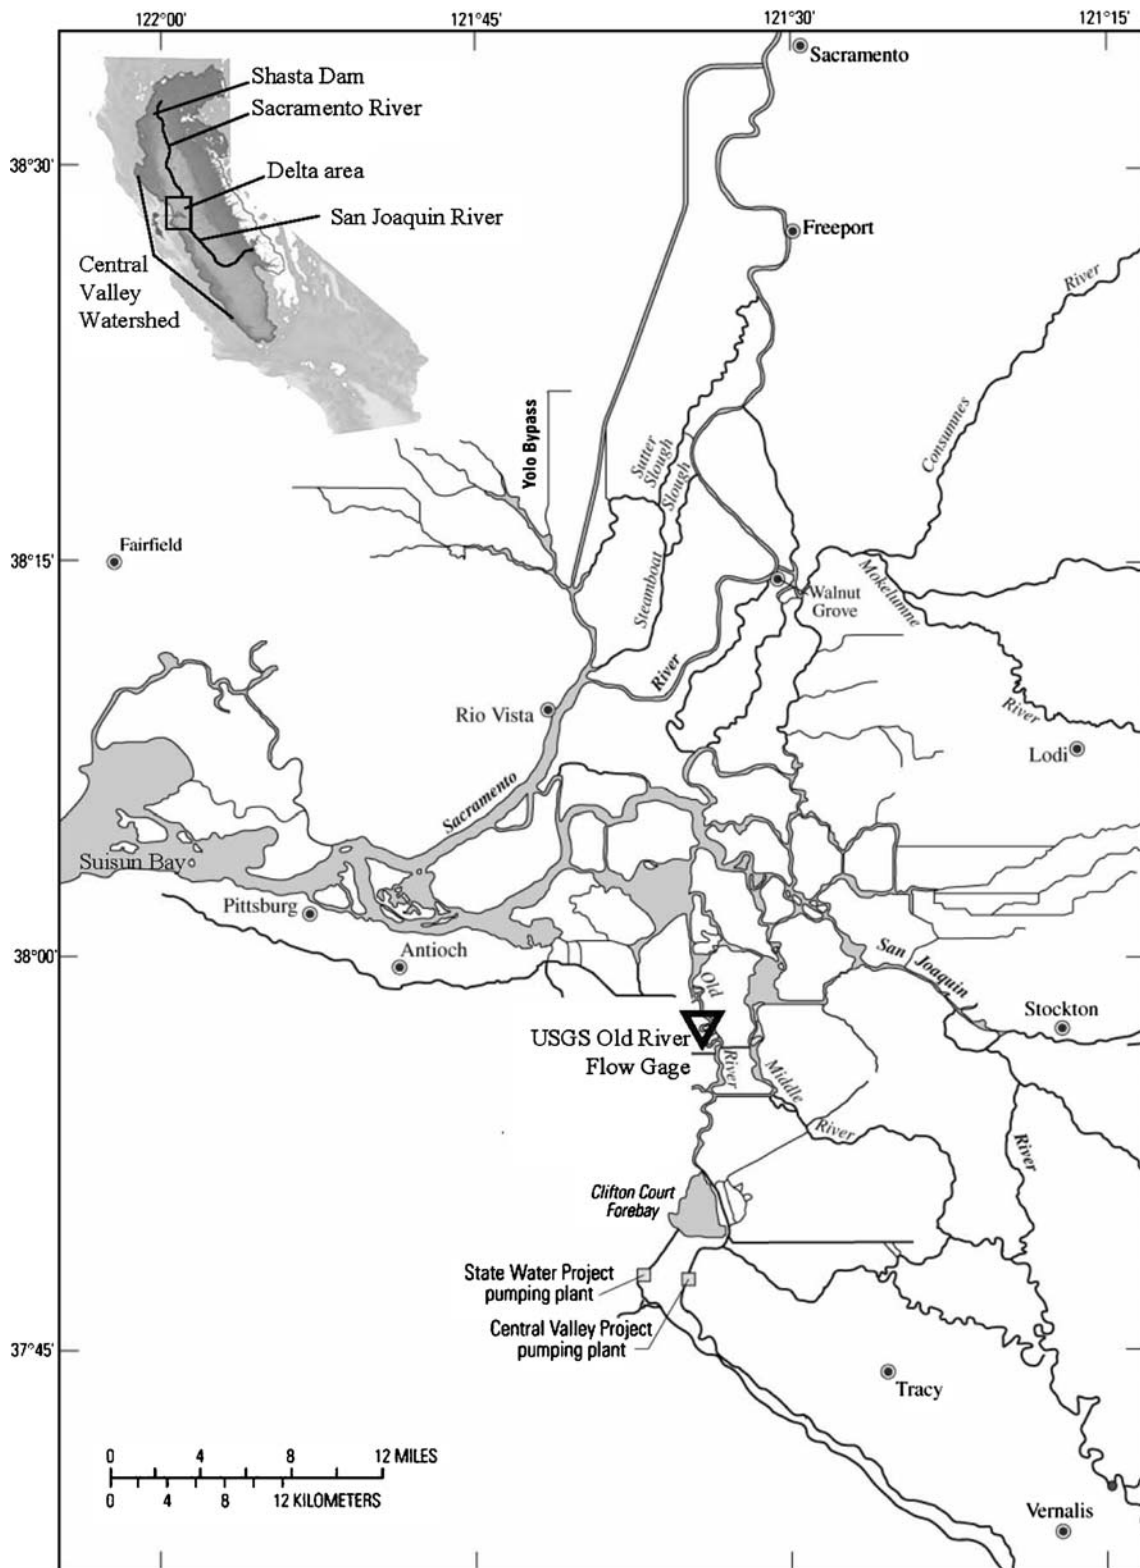 122°00'
121°45'
121°30'
121°15'
Sacramento
Shasta Dam
Sacramento River
38°30'
Delta area
San Joaquin River
Freeport
Central
Valley
Watershed
River
Consumnes
Yolo Bypass
Sutter
Slough
Slough
Steamboat
38°15'
Fairfield
Mokelumne
River
Walnut
Grove
River
Rio Vista
Lodi
Sacramento
Suisun Bay
Pittsburg
38°00'
Antioch
San
Joaquin
Old
River
Stockton
USGS Old River
Flow Gage
Middle
River
River
Clifton Court
Forebay
State Water Project
pumping plant
Central Valley Project
pumping plant
37°45'
Tracy
0 4 8 12 MILES
0 4 8 12 KILOMETERS
Vernalis